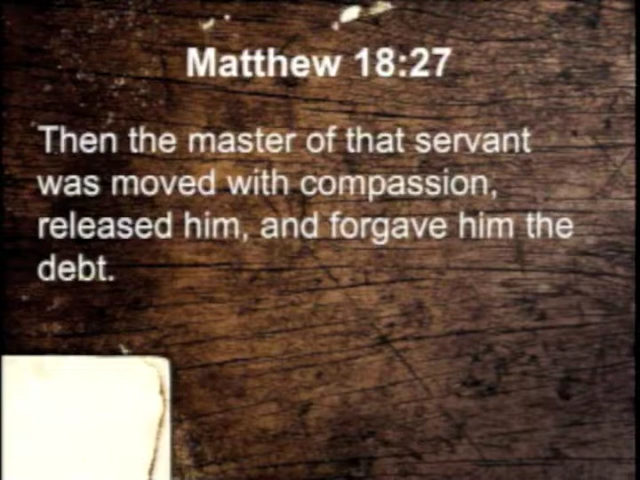 Matthew 18:27
Then the master of that servant
was moved with compassion,
released him, and forgave him the
debt.